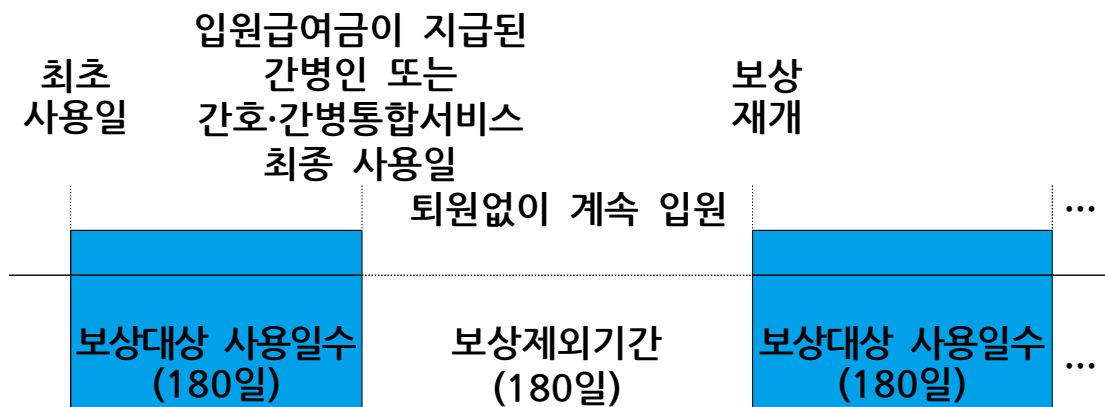 최초
사용일
입원급여금이 지급된
간병인 또는
간호·간병통합서비스
최종 사용일
보상
재개
퇴원없이 계속 입원
…
보상대상 사용일수
(180일)
보상제외기간
(180일)
보상대상 사용일수
(180일)
…